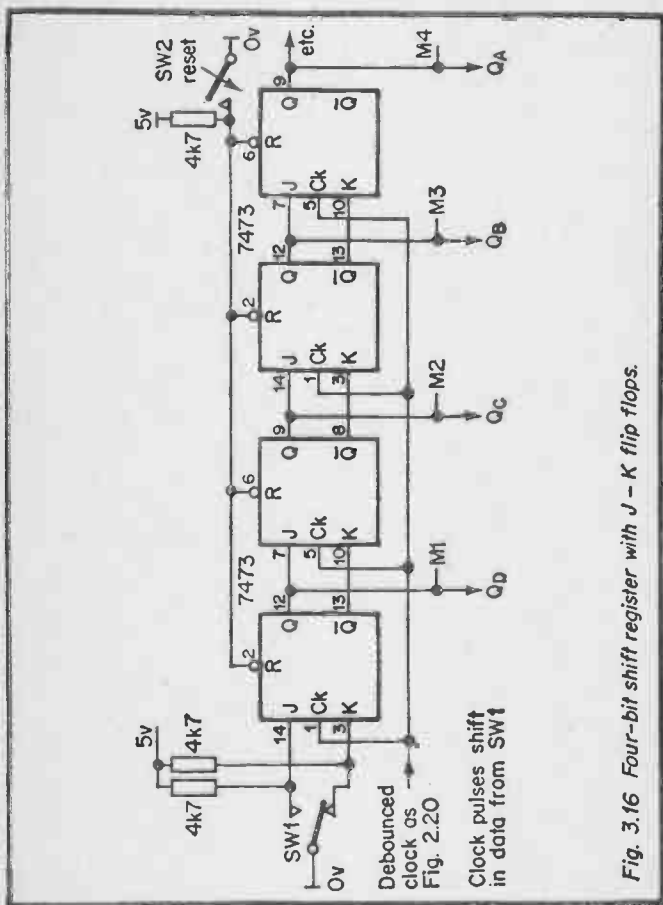 5v
4k7
SW2
reset
0v
7473
7473
2
6
2
6
R
R
R
R
5v
4k7
4k7
14
J
12
Q
7
J
9
Q
14
J
12
Q
7
J
9
Q
etc.
1
Ck
5
Ck
1
Ck
5
Ck
3
K
13
Q̅
10
K
8
Q̅
3
K
13
Q̅
10
K
Q̅
SW1
0v
M1
M2
M3
M4
QD
QC
QB
QA
Debounced
clock as
Fig. 2.20
Clock pulses shift
in data from SW1
Fig. 3.16 Four-bit shift register with J – K flip flops.